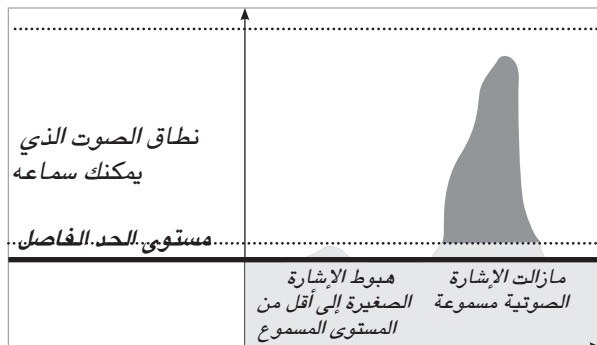 نطاق الصوت الذي
يمكنك سماعه
مستوى الحد الفاصل
مازالت الإشارة
الصوتية مسموعة
هبوط الإشارة
الصغيرة إلى أقل من
المستوى المسموع